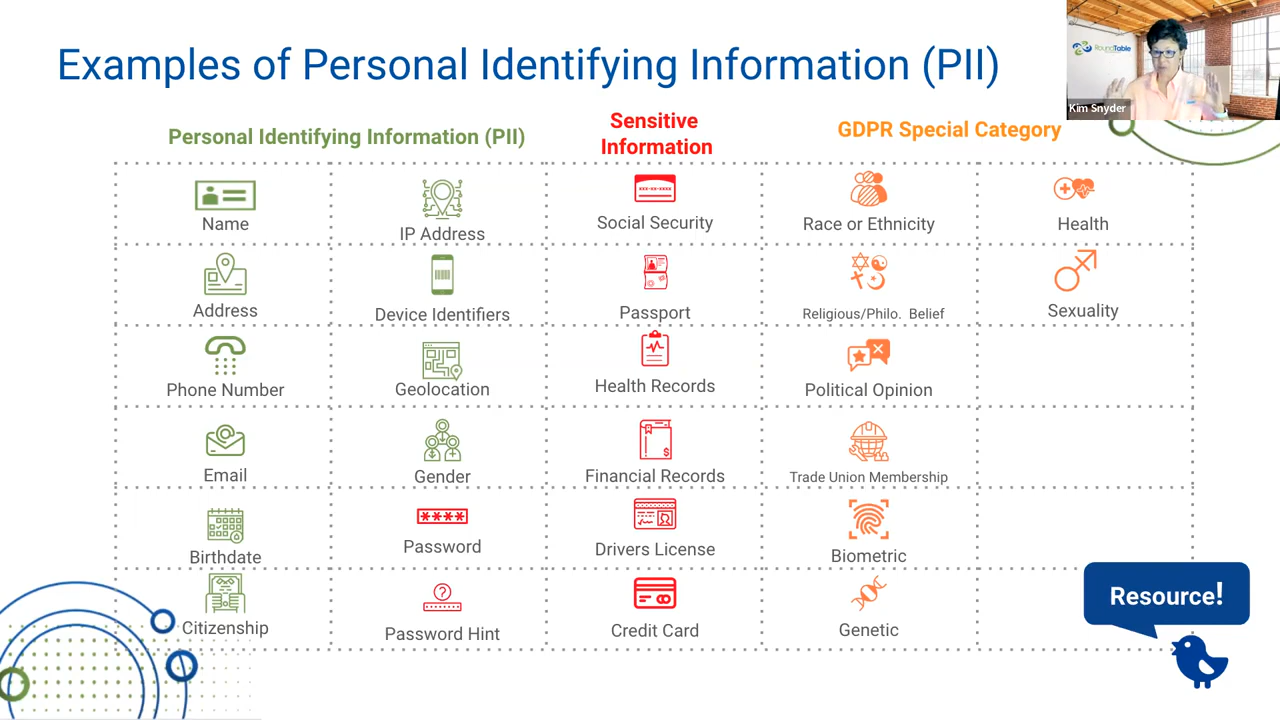 Examples of Personal Identifying Information (PII)
RoundTable
Kim Snyder
Personal Identifying Information (PII)
Sensitive
Information
GDPR Special Category
Name
IP Address
Social Security
Race or Ethnicity
Health
Address
Device Identifiers
Passport
Religious/Philo. Belief
Sexuality
Phone Number
Geolocation
Health Records
Political Opinion
Email
Gender
Financial Records
Trade Union Membership
Birthdate
****
Password
Drivers License
Biometric
Citizenship
?
Password Hint
Credit Card
Genetic
Resource!